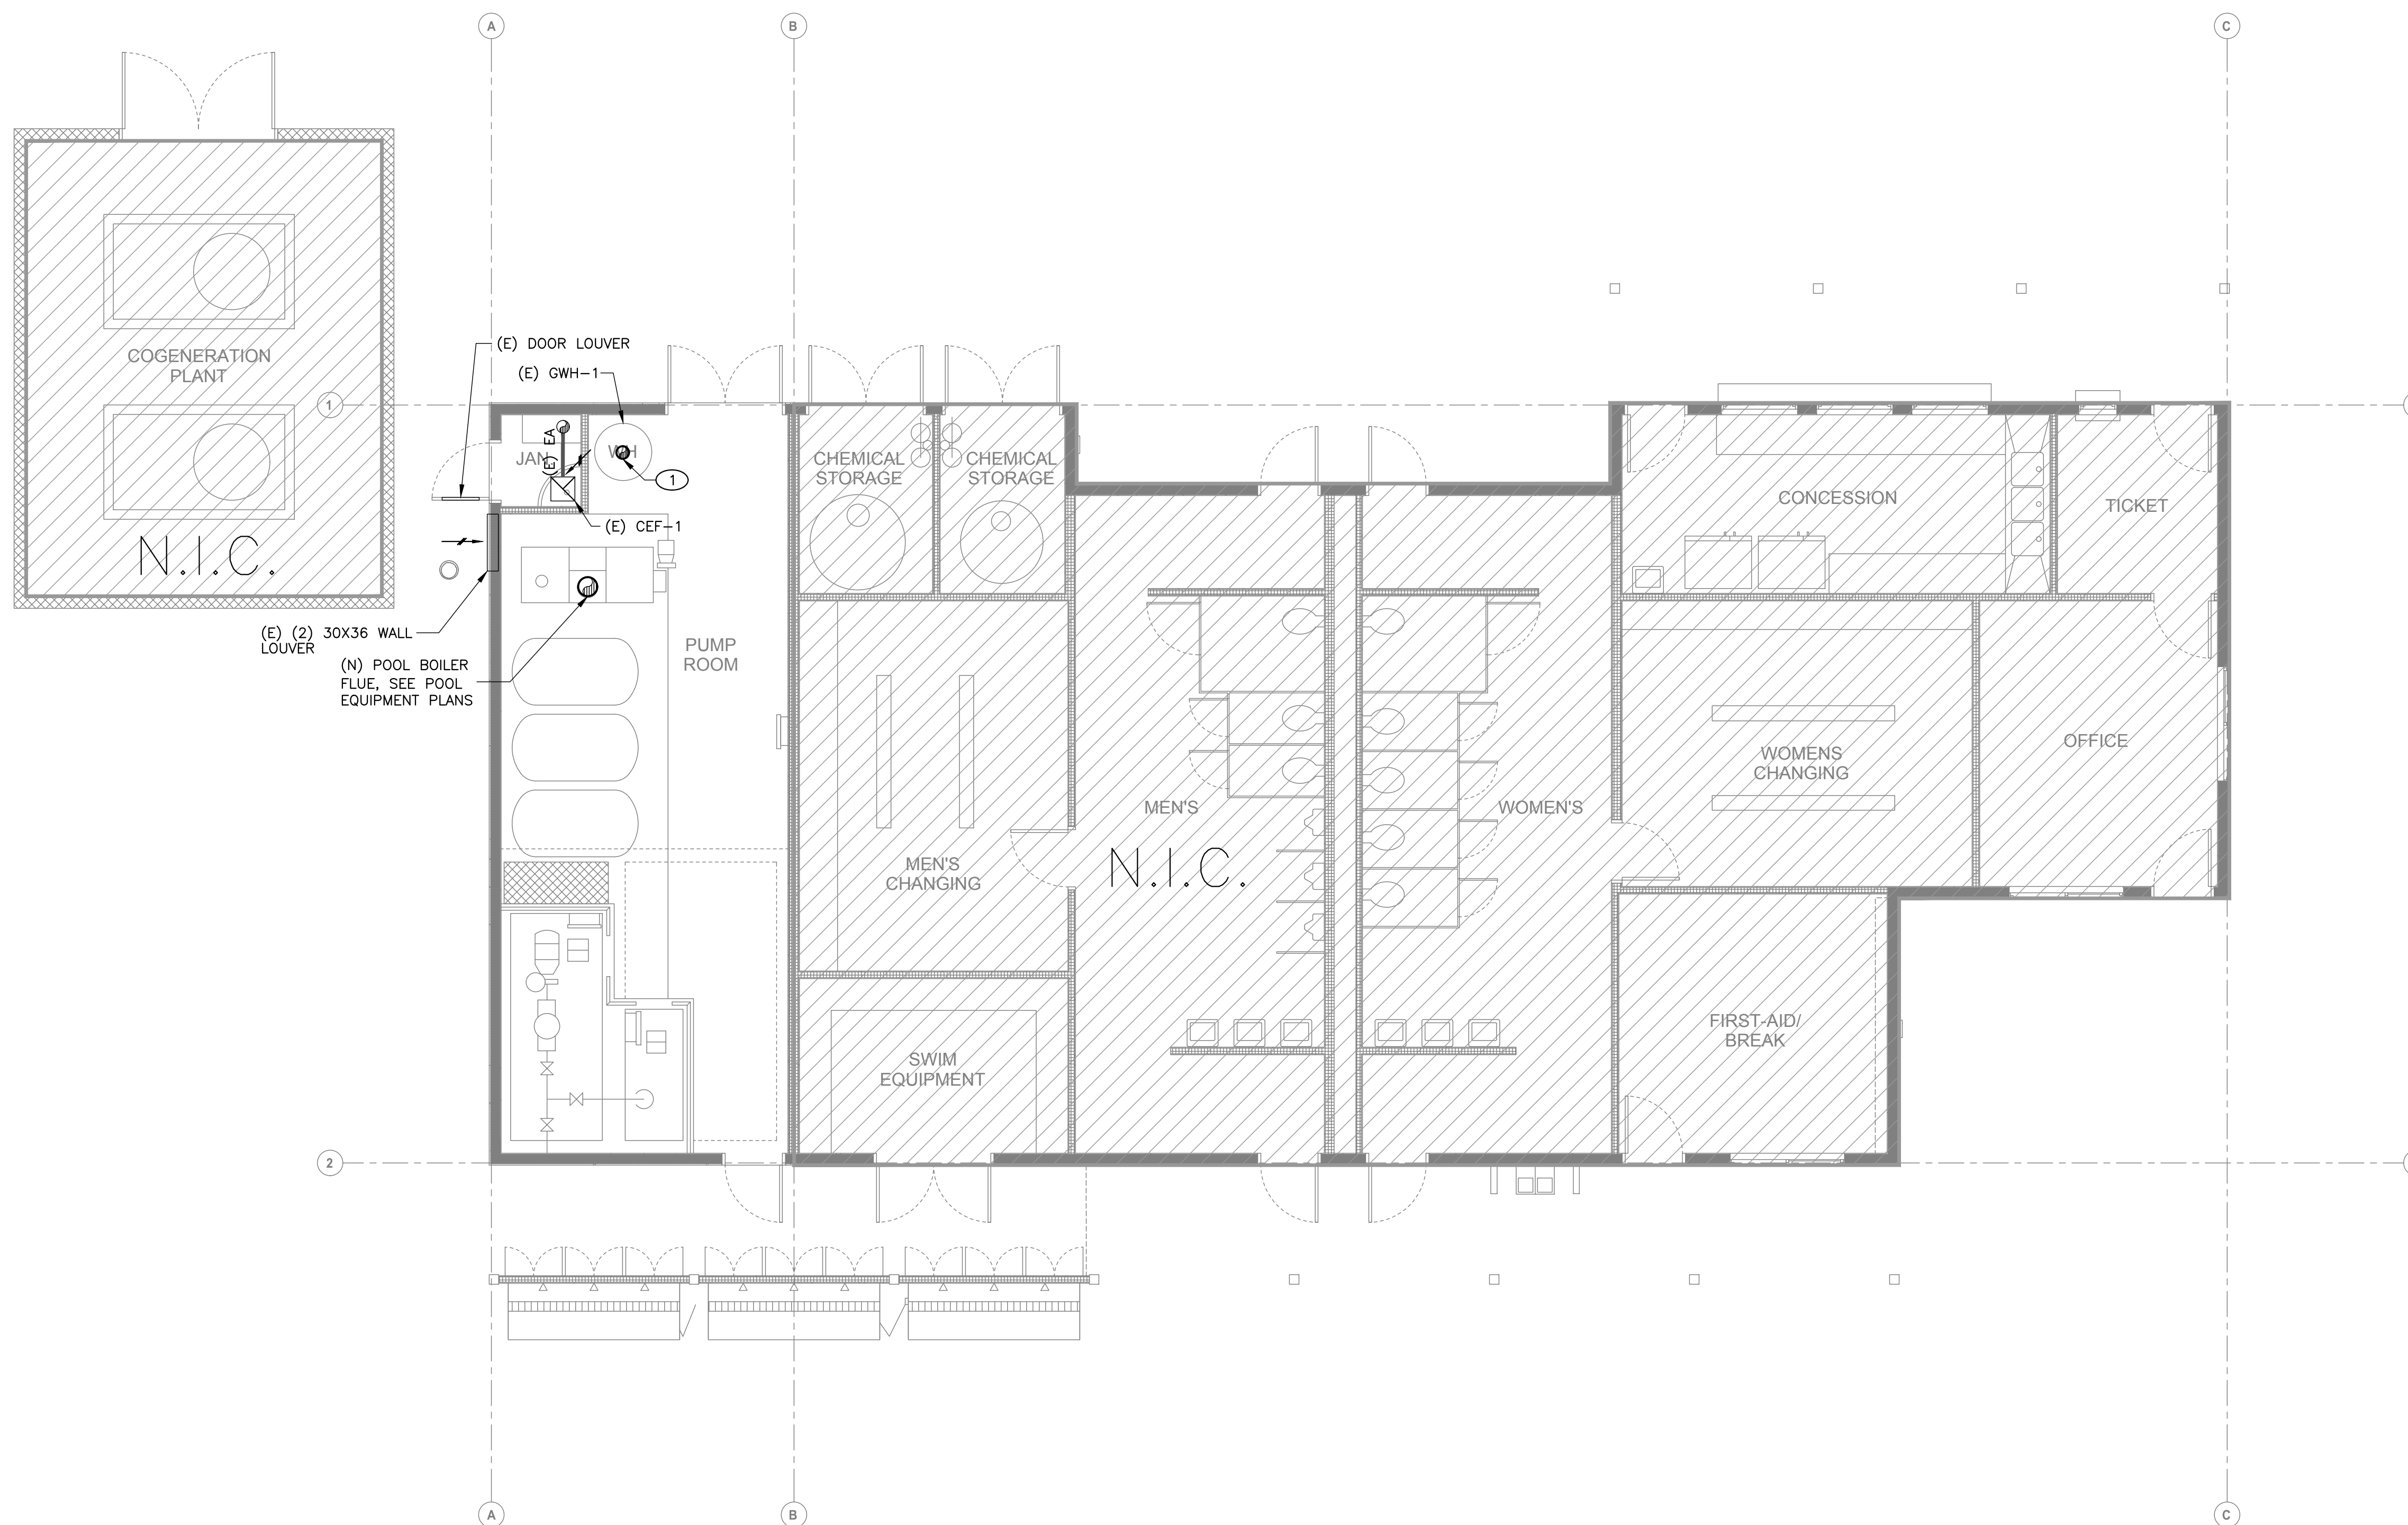 A
B
C
(E) DOOR LOUVER
(E) GWH-1
COGENERATION
PLANT
N.I.C.
1
JAN
(E) EA
WH
1
(E) CEF-1
CHEMICAL
STORAGE
CHEMICAL
STORAGE
CONCESSION
TICKET
(E) (2) 30X36 WALL
LOUVER
(N) POOL BOILER
FLUE, SEE POOL
EQUIPMENT PLANS
PUMP
ROOM
MEN'S
CHANGING
MEN'S
N.I.C.
WOMEN'S
WOMENS
CHANGING
OFFICE
SWIM
EQUIPMENT
FIRST-AID/
BREAK
2
A
B
C